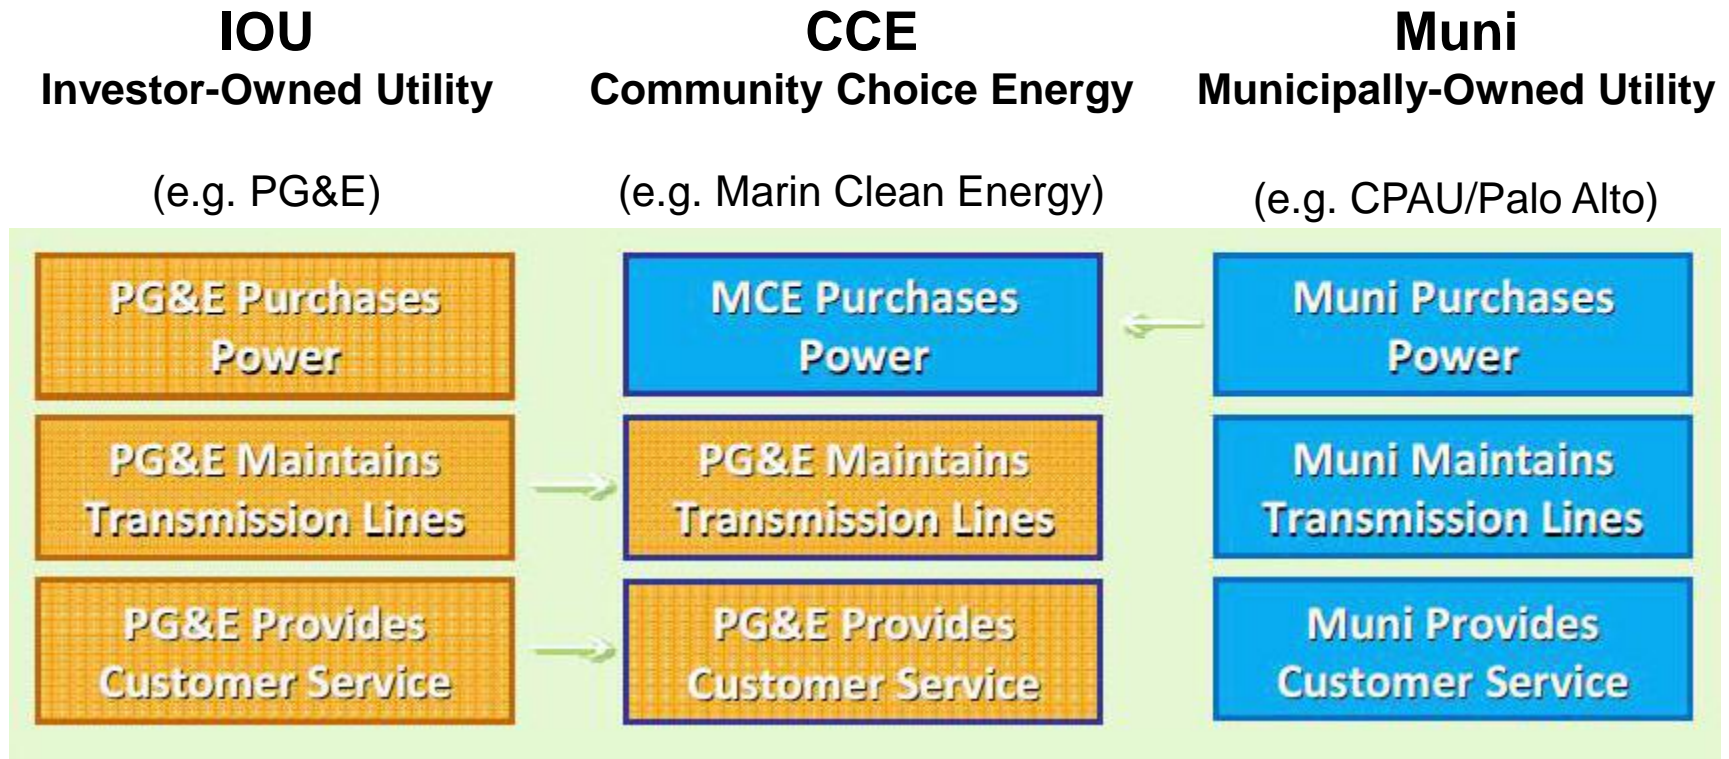 IOU
Investor-Owned Utility
(e.g. PG&E)
PG&E Purchases
Power
PG&E Maintains
Transmission Lines
PG&E Provides
Customer Service
CCE
Community Choice Energy
(e.g. Marin Clean Energy)
MCE Purchases
Power
PG&E Maintains
Transmission Lines
PG&E Provides
Customer Service
Muni
Municipally-Owned Utility
(e.g. CPAU/Palo Alto)
Muni Purchases
Power
Muni Maintains
Transmission Lines
Muni Provides
Customer Service